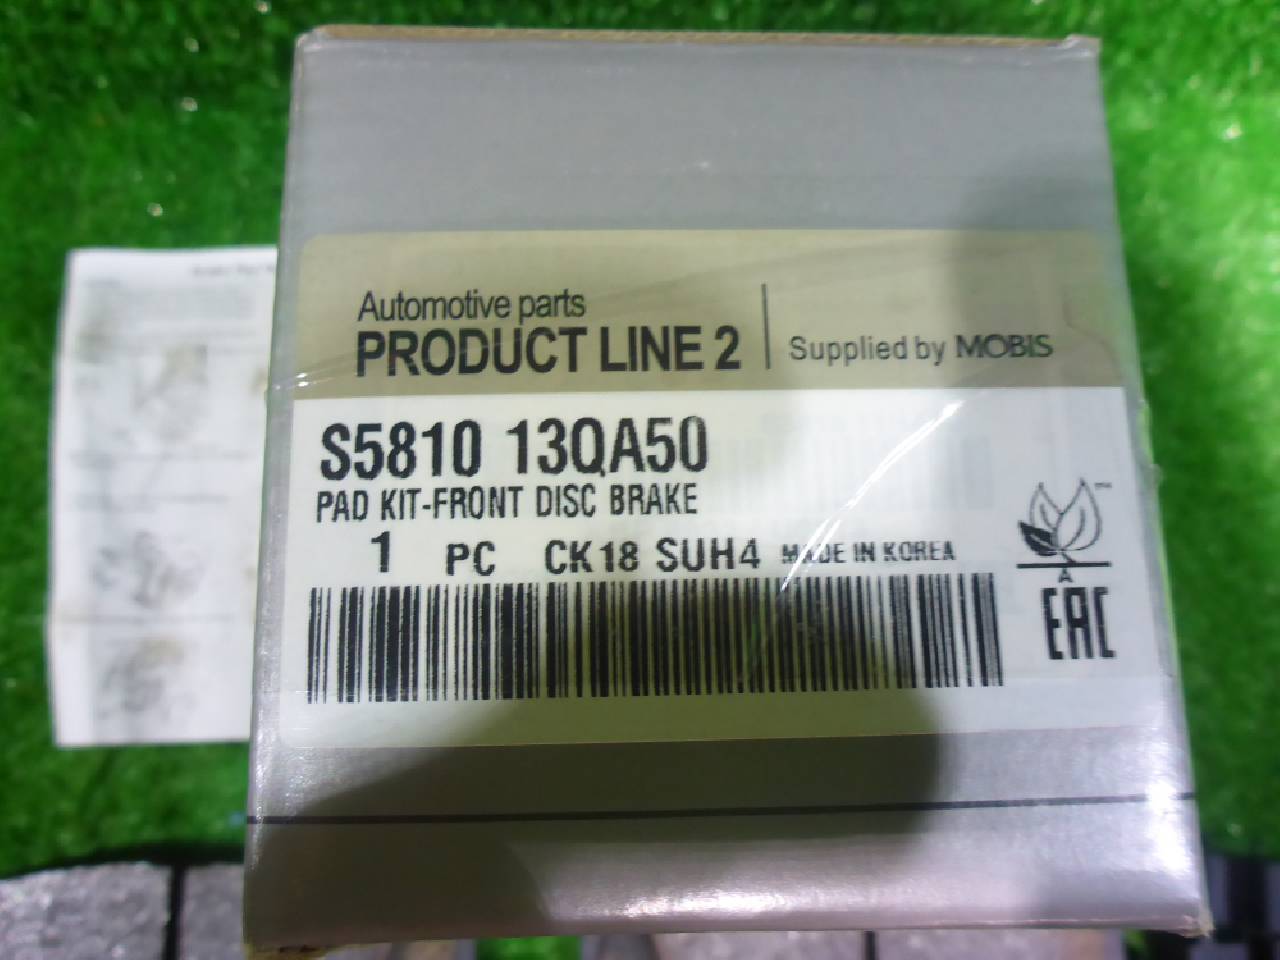 Automotive parts
PRODUCT LINE 2
Supplied by MOBIS
S5810 13QA50
PAD KIT-FRONT DISC BRAKE
1 PC CK18 SUH4 MADE IN KOREA
A
EAC